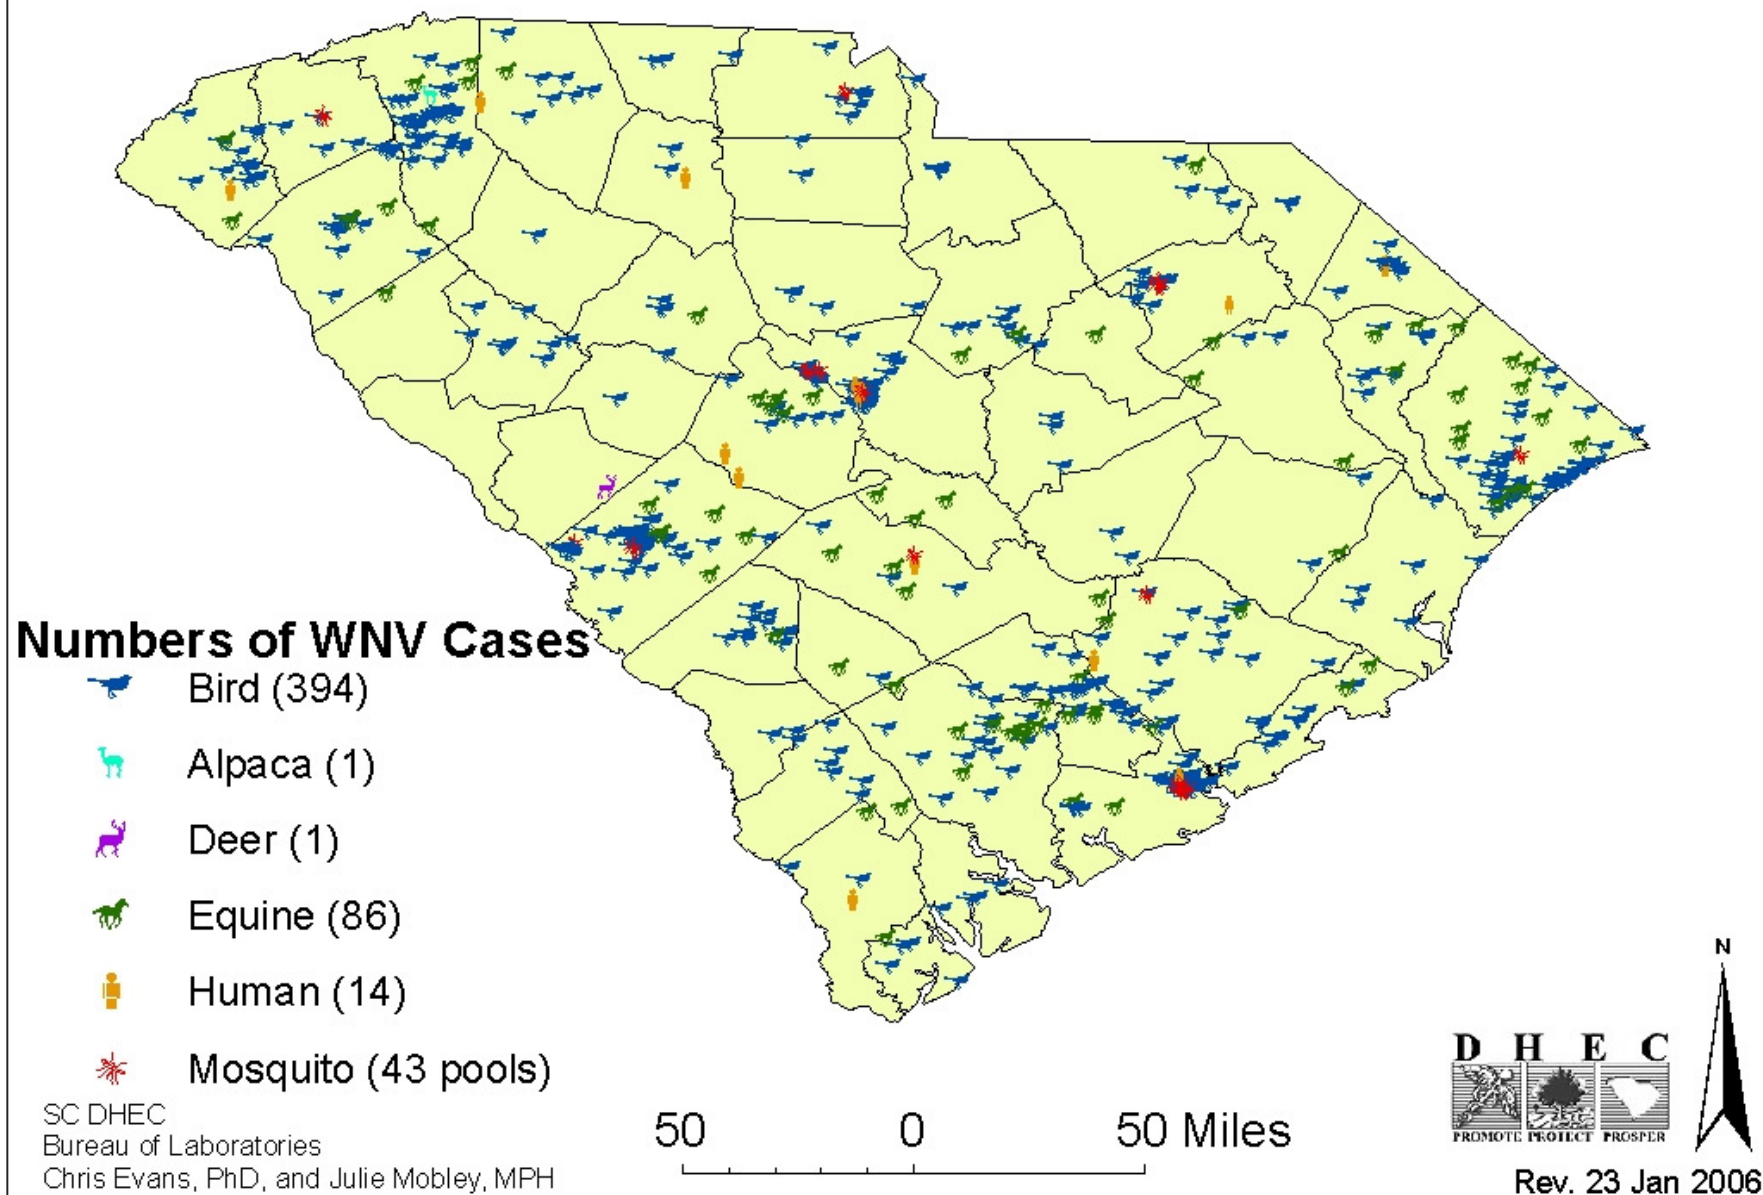 Numbers of WNV Cases
Bird (394)
Alpaca (1)
Deer (1)
Equine (86)
Human (14)
Mosquito (43 pools)
SC DHEC
Bureau of Laboratories
Chris Evans, PhD, and Julie Mobley, MPH
50 0 50 Miles
N
D H E C
PROMOTE PROTECT PROSPER
Rev. 23 Jan 2006